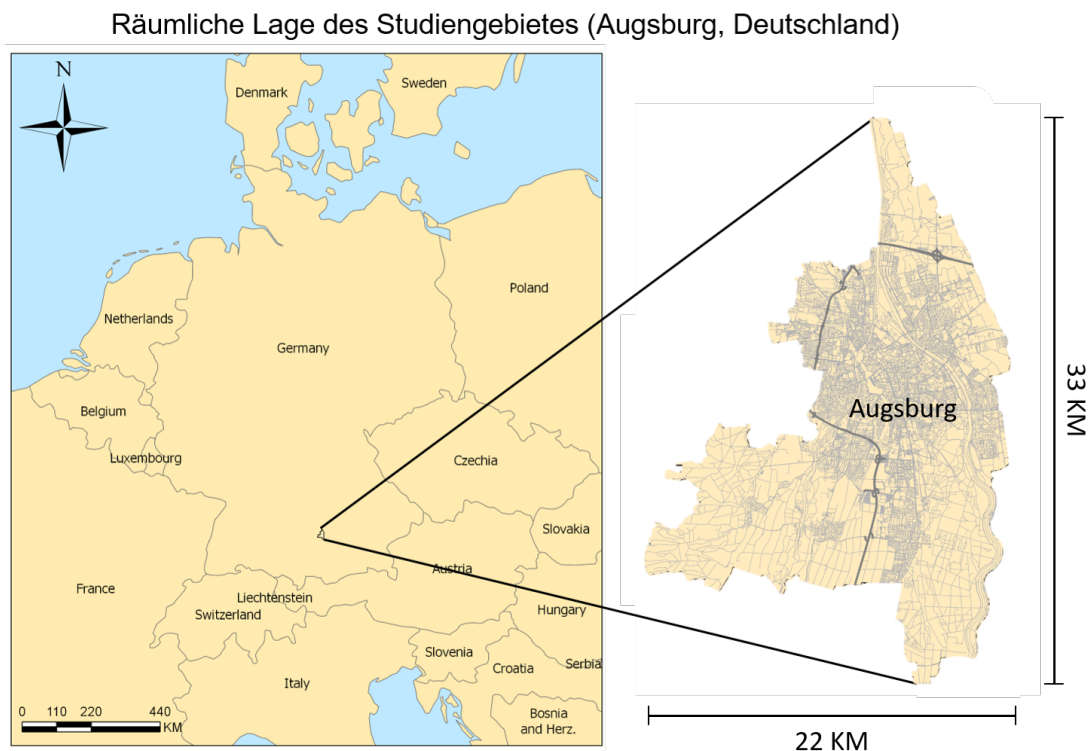 Räumliche Lage des Studiengebietes (Augsburg, Deutschland)
N
Denmark
Sweden
Netherlands
Poland
Germany
Belgium
Luxembourg
Czechia
Slovakia
Austria
France
Liechtenstein
Switzerland
Hungary
Slovenia
Croatia
Serbia
Italy
Bosnia
and Herz.
0 110 220 440
KM
Augsburg
33 KM
22 KM